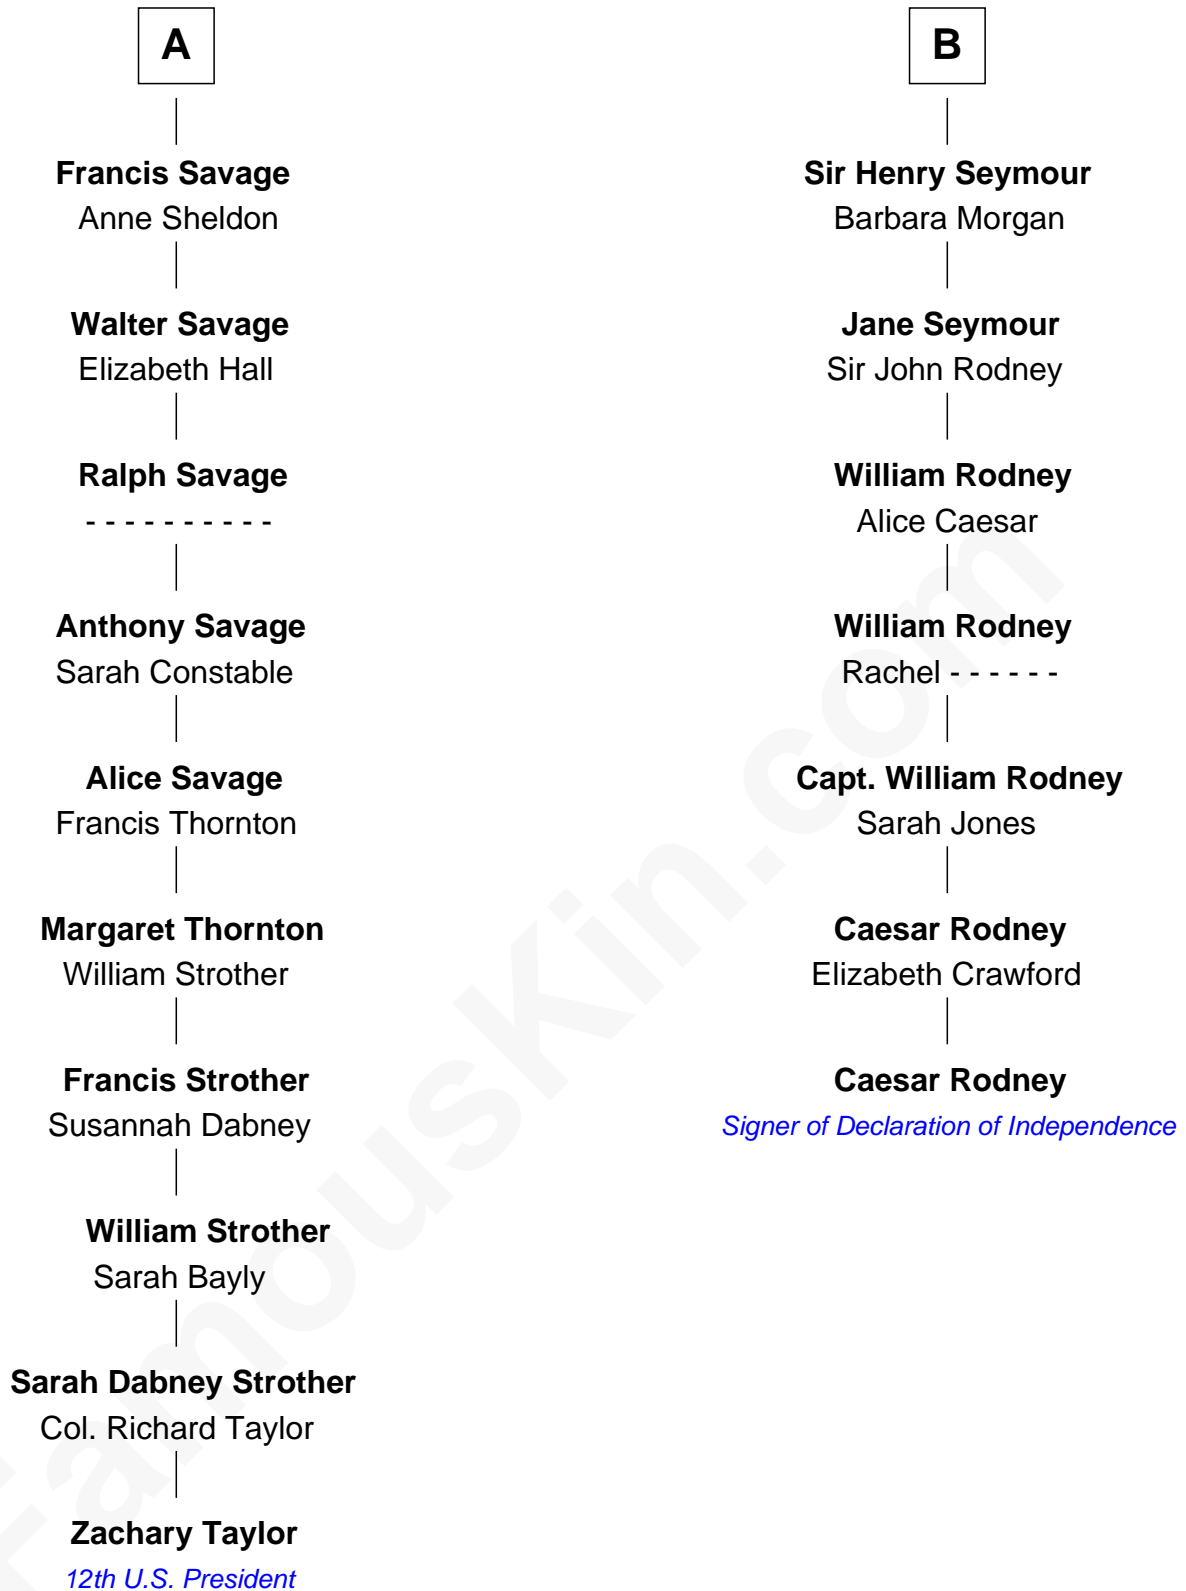 A
Francis Savage
Anne Sheldon
Walter Savage
Elizabeth Hall
Ralph Savage
- - - - - - - - - -
Anthony Savage
Sarah Constable
Alice Savage
Francis Thornton
Margaret Thornton
William Strother
Francis Strother
Susannah Dabney
William Strother
Sarah Bayly
Sarah Dabney Strother
Col. Richard Taylor
Zachary Taylor
12th U.S. President
B
Sir Henry Seymour
Barbara Morgan
Jane Seymour
Sir John Rodney
William Rodney
Alice Caesar
William Rodney
Rachel - - - - - -
Capt. William Rodney
Sarah Jones
Caesar Rodney
Elizabeth Crawford
Caesar Rodney
Signer of Declaration of Independence
FamousKin.com